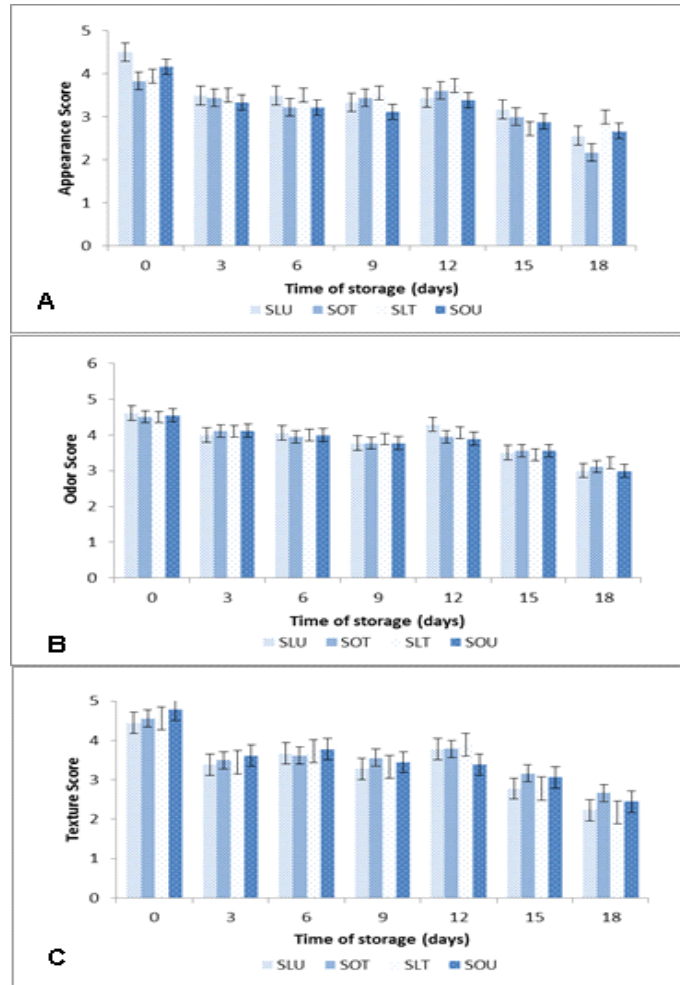 5
4
3
2
1
0
Appearance Score
0 3 6 9 12 15 18
Time of storage (days)
A
SLU SOT SLT SOU
6
5
4
3
2
1
0
Odor Score
0 3 6 9 12 15 18
Time of storage (days)
B
SLU SOT SLT SOU
5
4
3
2
1
0
Texture Score
0 3 6 9 12 15 18
Time of storage (days)
C
SLU SOT SLT SOU